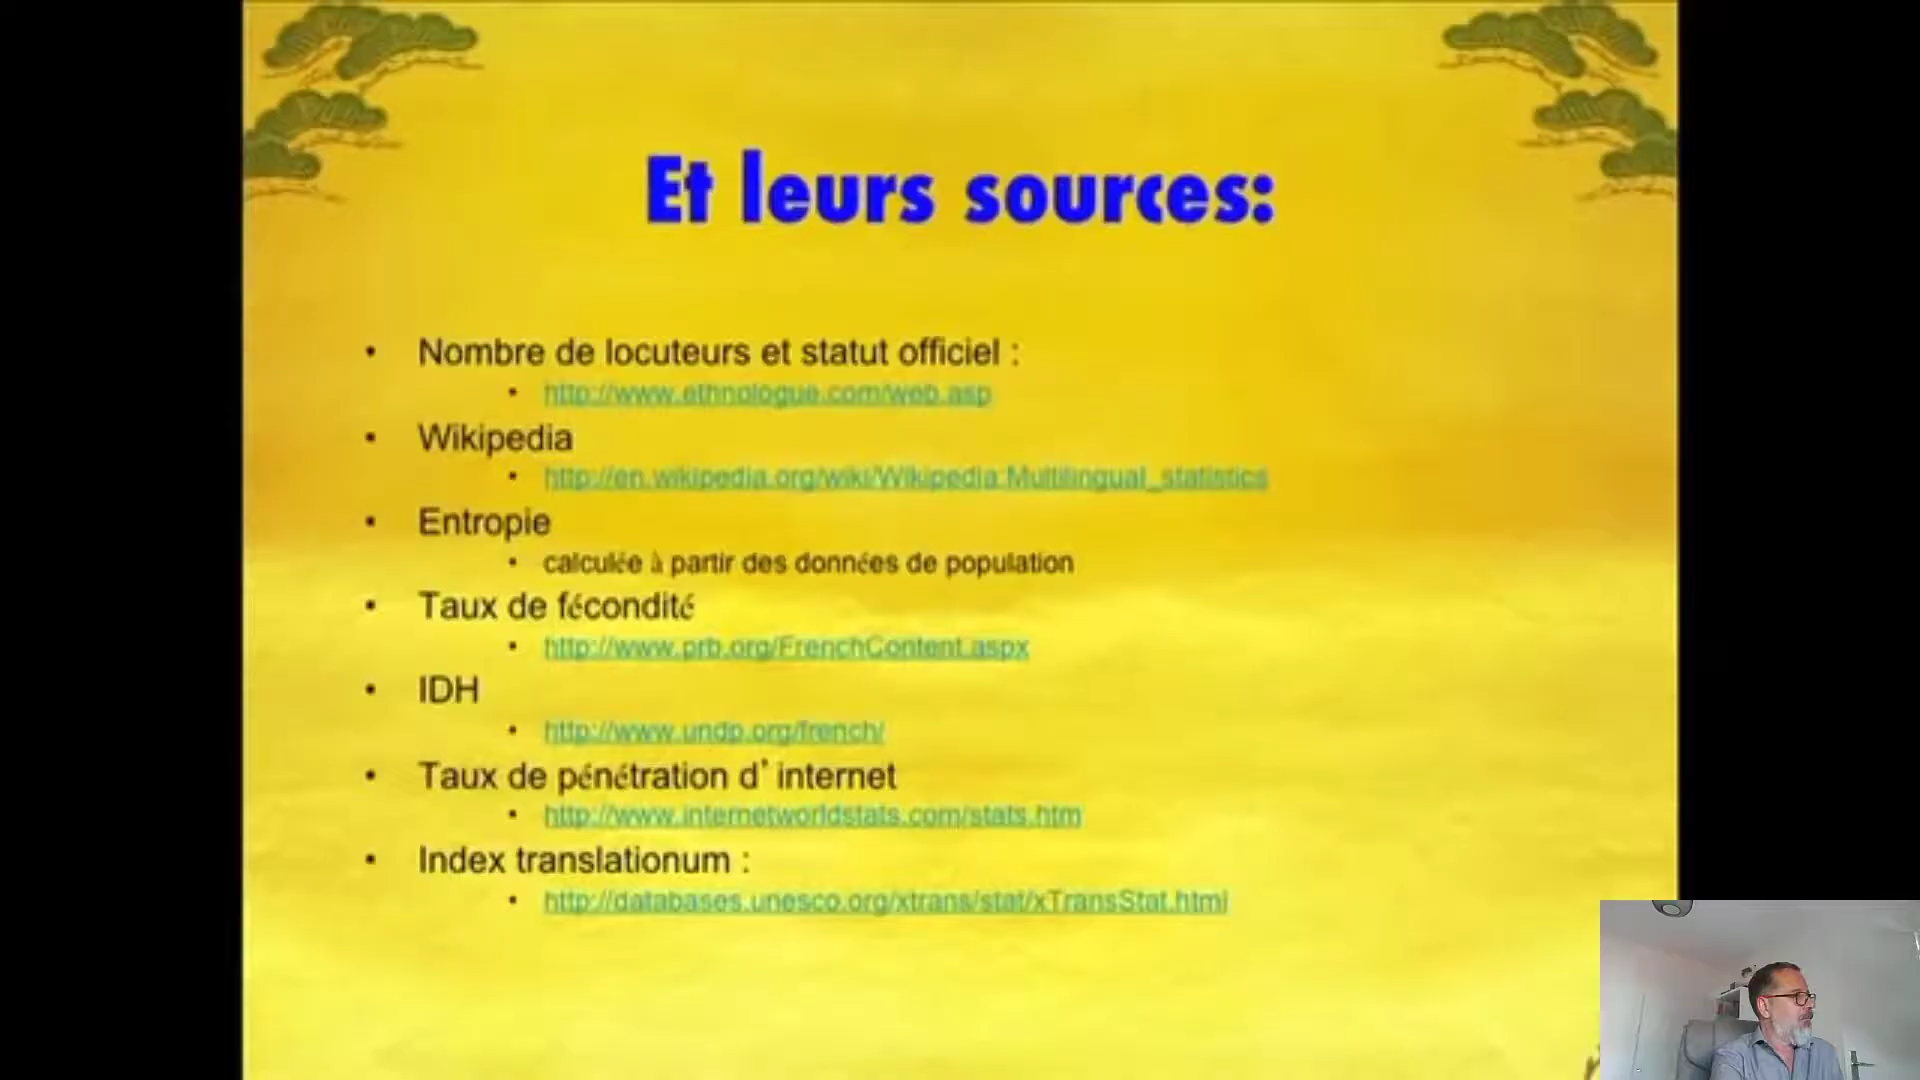 Et leurs sources:
• Nombre de locuteurs et statut officiel :
• http://www.ethnologue.com/web.asp
• Wikipedia
• http://en.wikipedia.org/wiki/Wikipedia:Multilingual_statistics
• Entropie
• calculée à partir des données de population
• Taux de fécondité
• http://www.prb.org/FrenchContent.aspx
• IDH
• http://www.undp.org/french/
• Taux de pénétration d’ internet
• http://www.internetworldstats.com/stats.htm
• Index translationum :
• http://databases.unesco.org/xtrans/stat/xTransStat.html